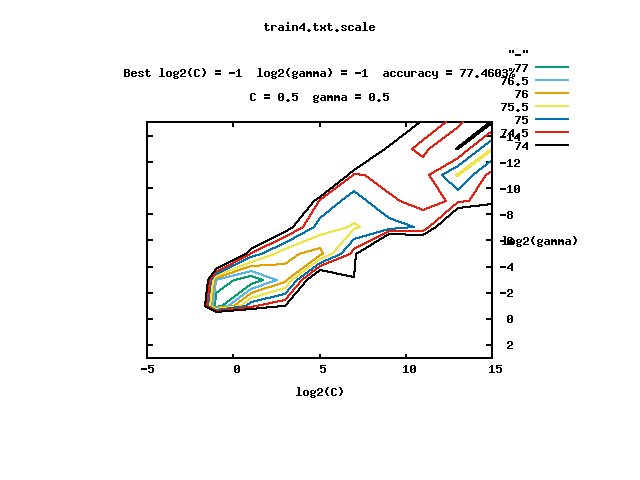 train4.txt.scale
"-"
Best log2(C) = -1 log2(gamma) = -1 accuracy = 77.4603%
77
76.5
C = 0.5 gamma = 0.5
76
75.5
75
74.5
74
-14
-12
-10
-8
-6
log2(gamma)
-4
-2
0
2
-5 0 5 10 15
log2(C)